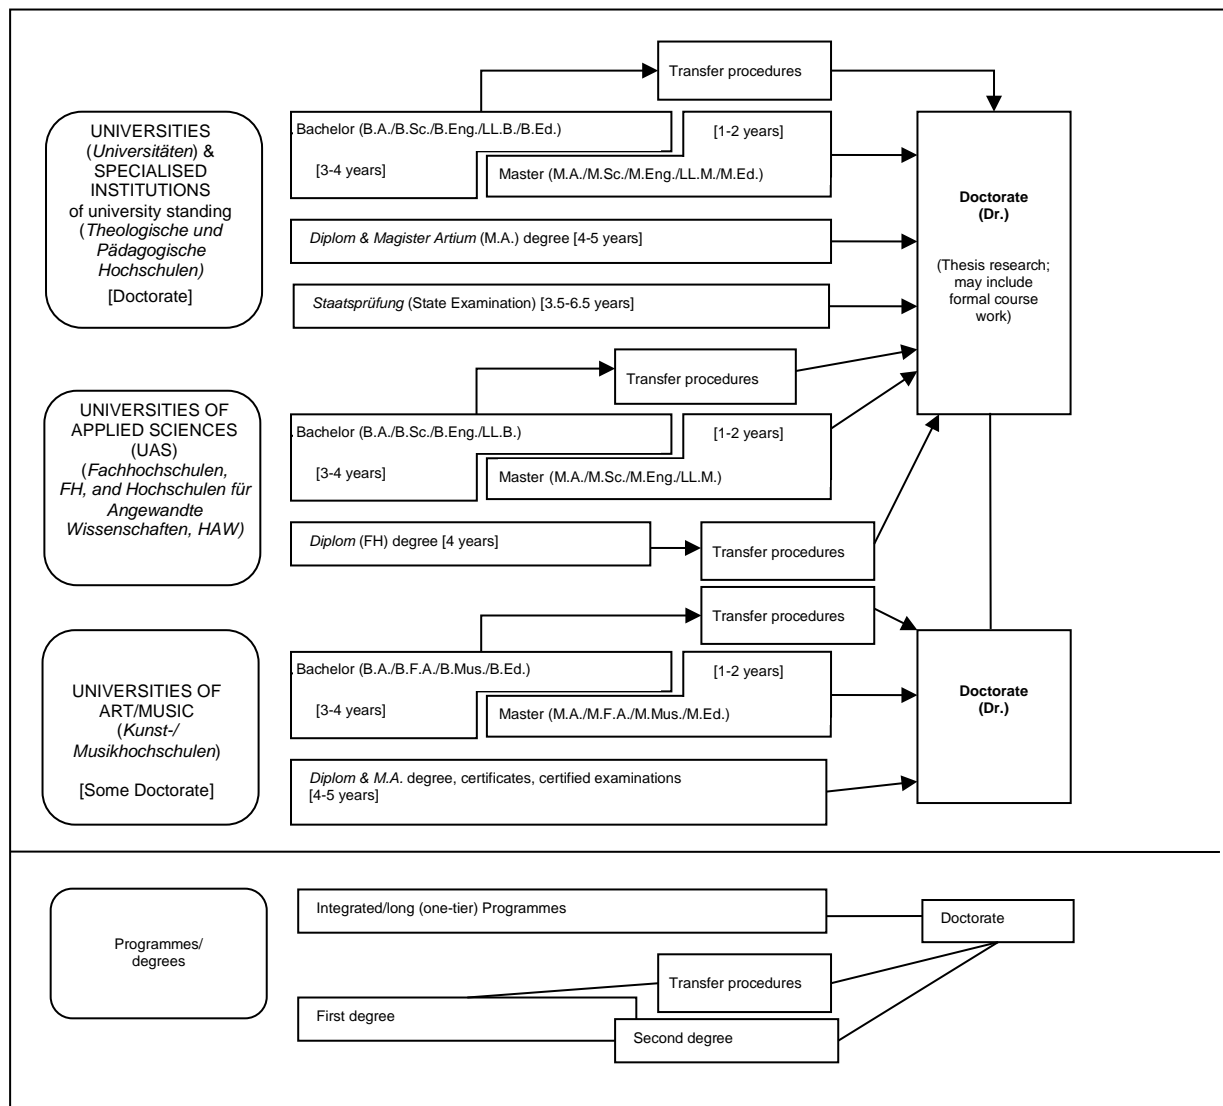 Transfer procedures
UNIVERSITIES
(Universitäten) &
SPECIALISED
INSTITUTIONS
of university standing
(Theologische und
Pädagogische
Hochschulen)
[Doctorate]
. Bachelor (B.A./B.Sc./B.Eng./LL.B./B.Ed.)
[3-4 years]
[1-2 years]
Master (M.A./M.Sc./M.Eng./LL.M./M.Ed.)
Diplom & Magister Artium (M.A.) degree [4-5 years]
Staatsprüfung (State Examination) [3.5-6.5 years]
Doctorate
(Dr.)
(Thesis research;
may include
formal course
work)
Transfer procedures
UNIVERSITIES OF
APPLIED SCIENCES
(UAS)
(Fachhochschulen,
FH, and Hochschulen für
Angewandte
Wissenschaften, HAW)
. Bachelor (B.A./B.Sc./B.Eng./LL.B.)
[3-4 years]
[1-2 years]
Master (M.A./M.Sc./M.Eng./LL.M.)
Diplom (FH) degree [4 years]
Transfer procedures
Transfer procedures
UNIVERSITIES OF
ART/MUSIC
(Kunst-/
Musikhochschulen)
[Some Doctorate]
. Bachelor (B.A./B.F.A./B.Mus./B.Ed.)
[3-4 years]
[1-2 years]
Master (M.A./M.F.A./M.Mus./M.Ed.)
Diplom & M.A. degree, certificates, certified examinations
[4-5 years]
Doctorate
(Dr.)
Programmes/
degrees
Integrated/long (one-tier) Programmes
Doctorate
Transfer procedures
First degree
Second degree